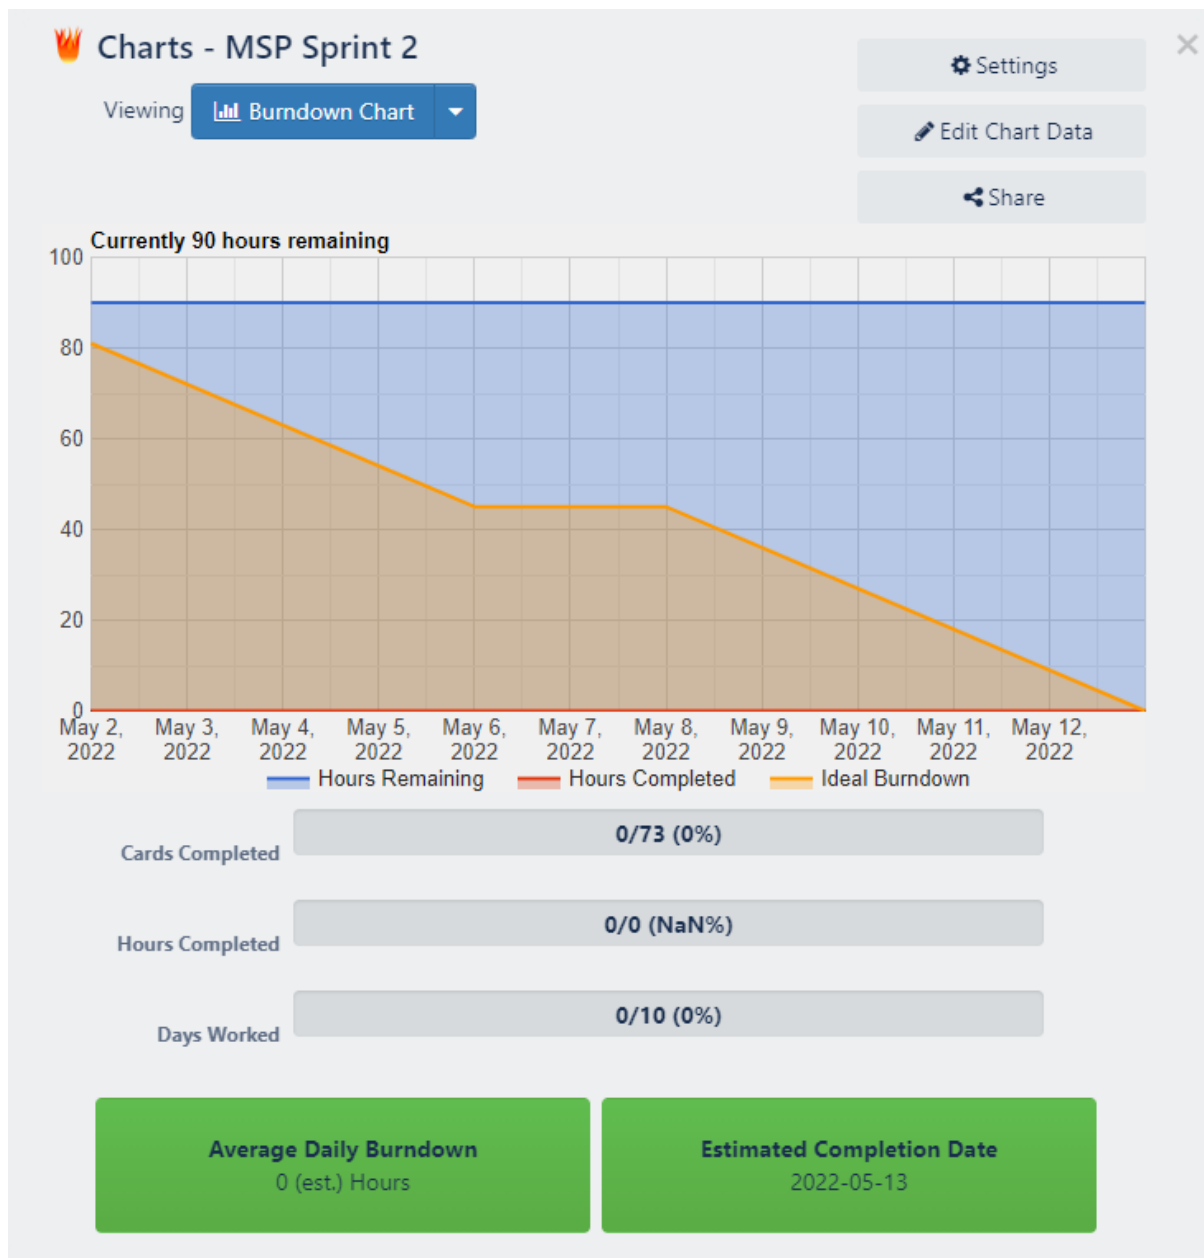 Charts - MSP Sprint 2
Settings
Viewing
Burndown Chart
Edit Chart Data
Share
Currently 90 hours remaining
100
80
60
40
20
0
May 2, 2022
May 3, 2022
May 4, 2022
May 5, 2022
May 6, 2022
May 7, 2022
May 8, 2022
May 9, 2022
May 10, 2022
May 11, 2022
May 12, 2022
Hours Remaining
Hours Completed
Ideal Burndown
Cards Completed
0/73 (0%)
Hours Completed
0/0 (NaN%)
Days Worked
0/10 (0%)
Average Daily Burndown
0 (est.) Hours
Estimated Completion Date
2022-05-13